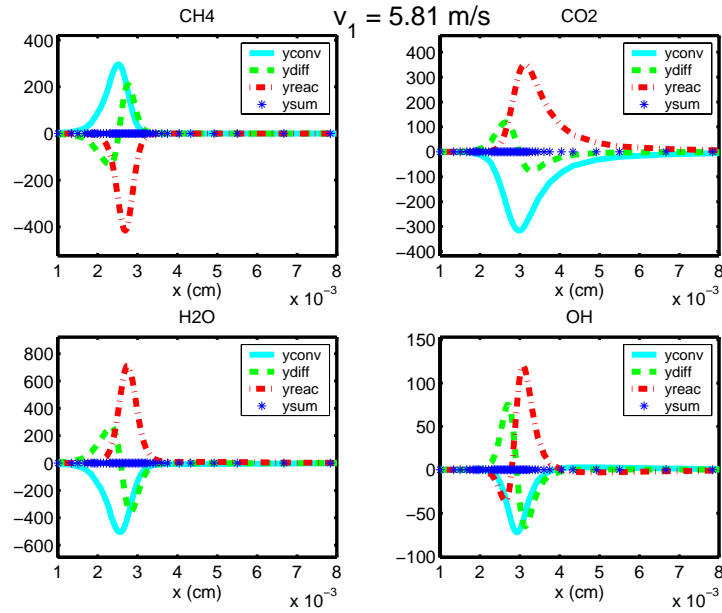 v_1 = 5.81 m/s
CH4
400
200
0
−200
−400
yconv
ydiff
yreac
ysum
1 2 3 4 5 6 7 8
x (cm)
x 10^-3
CO2
400
300
200
100
0
−100
−200
−300
−400
yconv
ydiff
yreac
ysum
1 2 3 4 5 6 7 8
x (cm)
x 10^-3
H2O
800
600
400
200
0
−200
−400
−600
yconv
ydiff
yreac
ysum
1 2 3 4 5 6 7 8
x (cm)
x 10^-3
OH
150
100
50
0
−50
−100
yconv
ydiff
yreac
ysum
1 2 3 4 5 6 7 8
x (cm)
x 10^-3